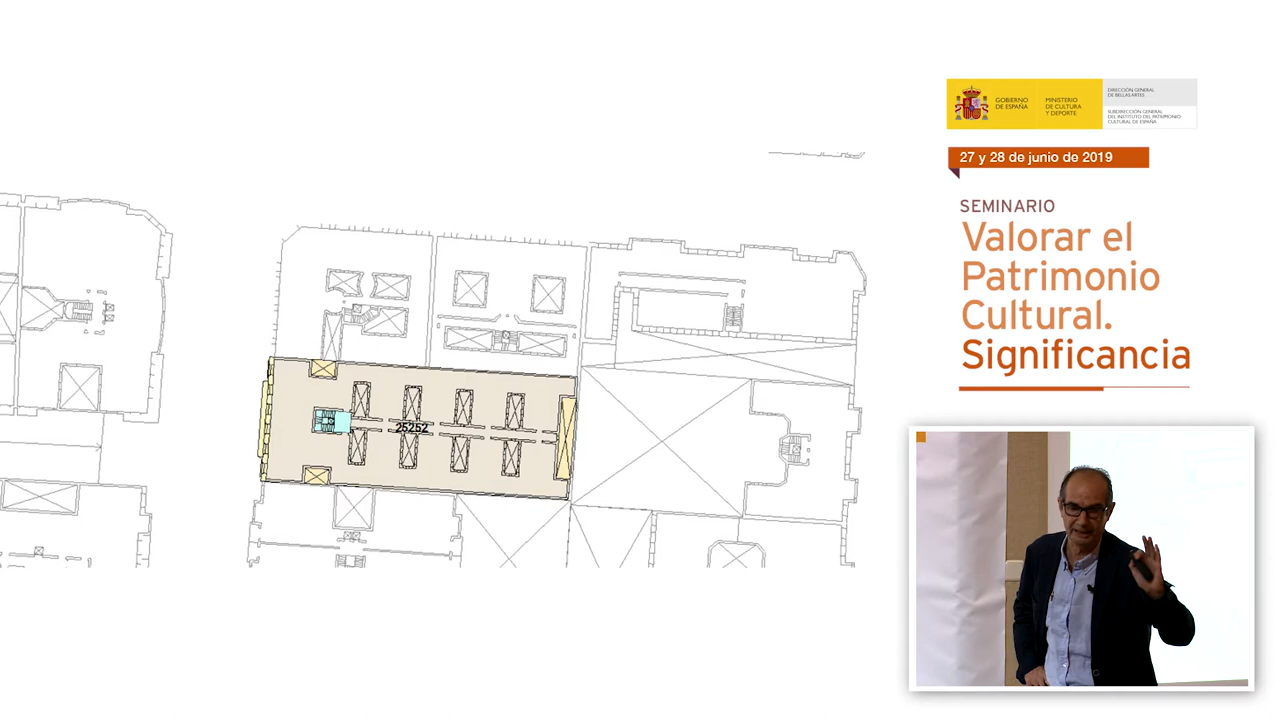 GOBIERNO
DE ESPAÑA
MINISTERIO
DE CULTURA
Y DEPORTE
DIRECCIÓN GENERAL
DE BELLAS ARTES
SUBDIRECCIÓN GENERAL
DEL INSTITUTO DEL PATRIMONIO
CULTURAL DE ESPAÑA
27 y 28 de junio de 2019
SEMINARIO
Valorar el
Patrimonio
Cultural.
Significancia
25252